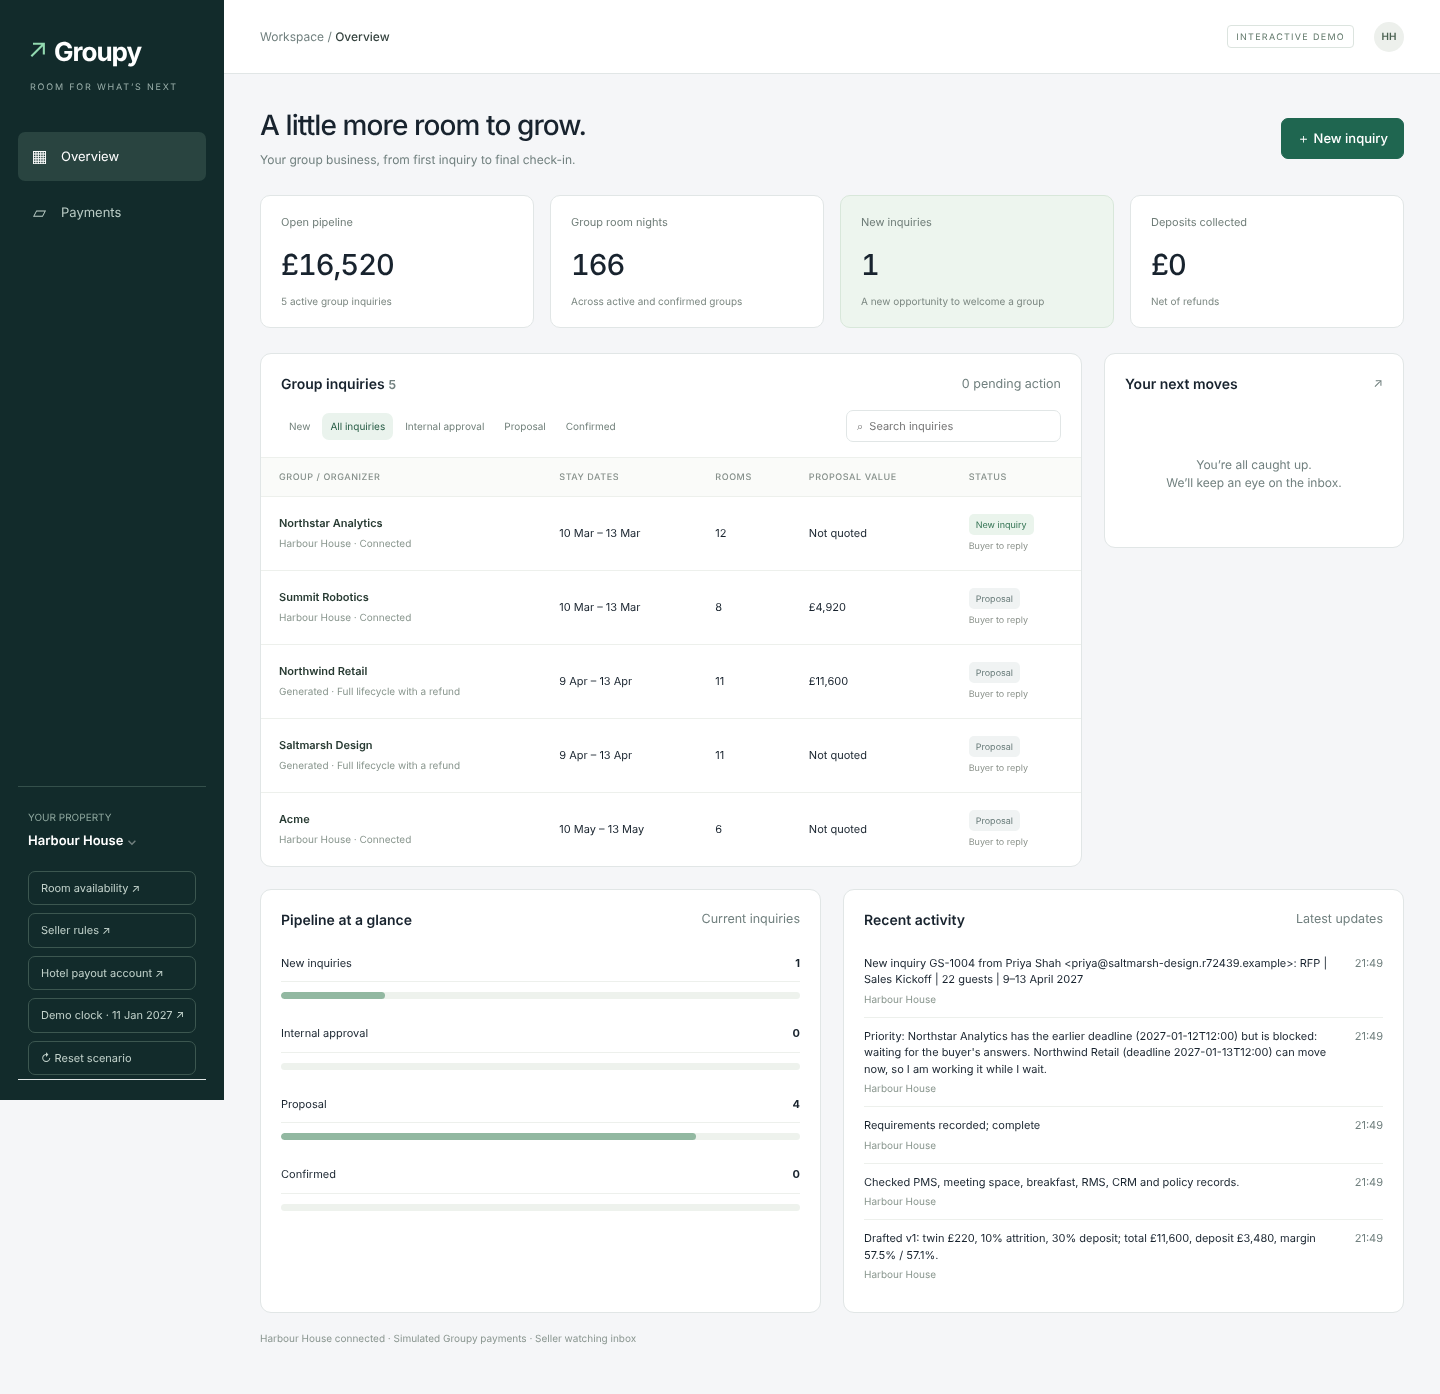 Groupy
ROOM FOR WHAT'S NEXT
Overview
Payments
YOUR PROPERTY
Harbour House
Room availability ↗
Seller rules ↗
Hotel payout account ↗
Demo clock · 11 Jan 2027 ↗
↻ Reset scenario
Workspace / Overview
INTERACTIVE DEMO
HH
A little more room to grow.
Your group business, from first inquiry to final check-in.
+ New inquiry
Open pipeline
£16,520
5 active group inquiries
Group room nights
166
Across active and confirmed groups
New inquiries
1
A new opportunity to welcome a group
Deposits collected
£0
Net of refunds
Group inquiries 5
0 pending action
New
All inquiries
Internal approval
Proposal
Confirmed
Search inquiries
GROUP / ORGANIZER STAY DATES ROOMS PROPOSAL VALUE STATUS
Northstar Analytics
Harbour House · Connected
10 Mar – 13 Mar
12
Not quoted
New inquiry
Buyer to reply
Summit Robotics
Harbour House · Connected
10 Mar – 13 Mar
8
£4,920
Proposal
Buyer to reply
Northwind Retail
Generated · Full lifecycle with a refund
9 Apr – 13 Apr
11
£11,600
Proposal
Buyer to reply
Saltmarsh Design
Generated · Full lifecycle with a refund
9 Apr – 13 Apr
11
Not quoted
Proposal
Buyer to reply
Acme
Harbour House · Connected
10 May – 13 May
6
Not quoted
Proposal
Buyer to reply
Your next moves ↗
You're all caught up.
We'll keep an eye on the inbox.
Pipeline at a glance
Current inquiries
New inquiries 1
Internal approval 0
Proposal 4
Confirmed 0
Recent activity
Latest updates
New inquiry GS-1004 from Priya Shah <priya@saltmarsh-design.r72439.example>: RFP | 21:49
Sales Kickoff | 22 guests | 9–13 April 2027
Harbour House
Priority: Northstar Analytics has the earlier deadline (2027-01-12T12:00) but is blocked: 21:49
waiting for the buyer's answers. Northwind Retail (deadline 2027-01-13T12:00) can move
now, so I am working it while I wait.
Harbour House
Requirements recorded; complete 21:49
Harbour House
Checked PMS, meeting space, breakfast, RMS, CRM and policy records. 21:49
Harbour House
Drafted v1: twin £220, 10% attrition, 30% deposit; total £11,600, deposit £3,480, margin 21:49
57.5% / 57.1%.
Harbour House
Harbour House connected · Simulated Groupy payments · Seller watching inbox